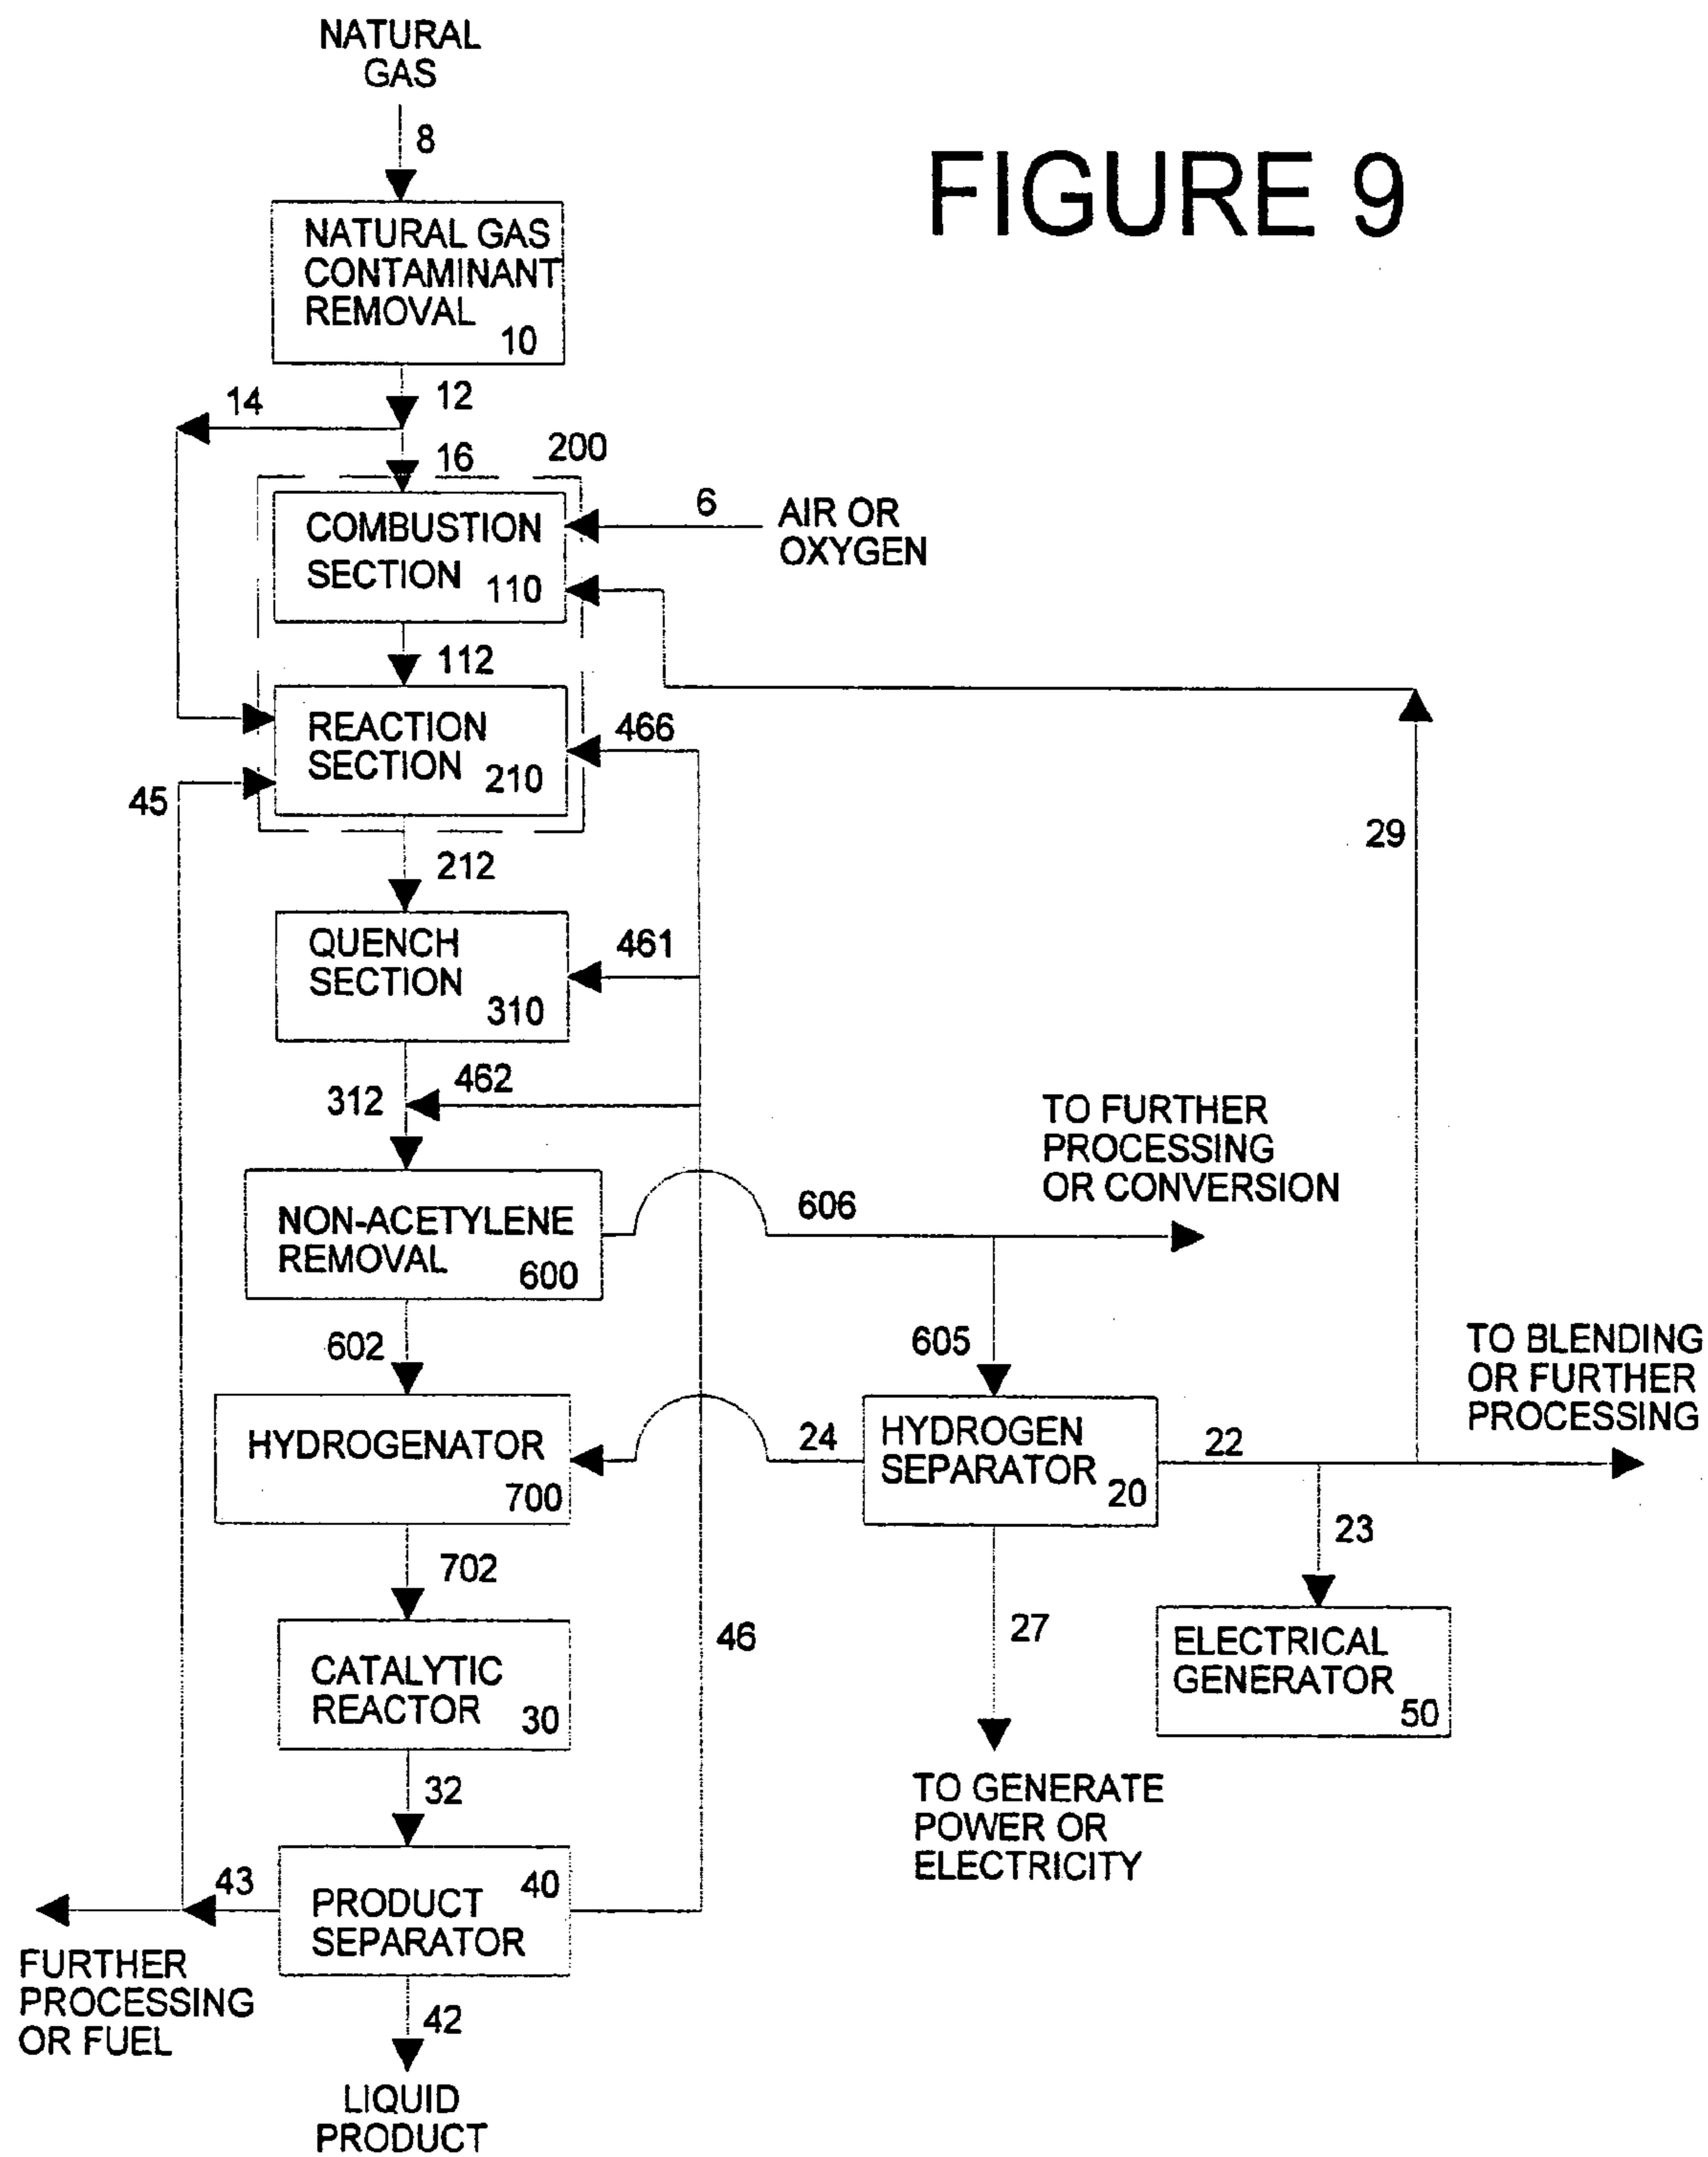 NATURAL
GAS
8
FIGURE 9
NATURAL GAS
CONTAMINANT
REMOVAL
10
14
12
16
200
6
AIR OR
OXYGEN
COMBUSTION
SECTION
110
112
REACTION
SECTION
210
466
45
29
212
QUENCH
SECTION
310
461
462
312
TO FURTHER
PROCESSING
OR CONVERSION
NON-ACETYLENE
REMOVAL
600
606
602
605
TO BLENDING
OR FURTHER
PROCESSING
HYDROGENATOR
700
24
HYDROGEN
SEPARATOR
20
22
23
702
27
46
CATALYTIC
REACTOR
30
ELECTRICAL
GENERATOR
50
32
TO GENERATE
POWER OR
ELECTRICITY
43
40
PRODUCT
SEPARATOR
FURTHER
PROCESSING
OR FUEL
42
LIQUID
PRODUCT